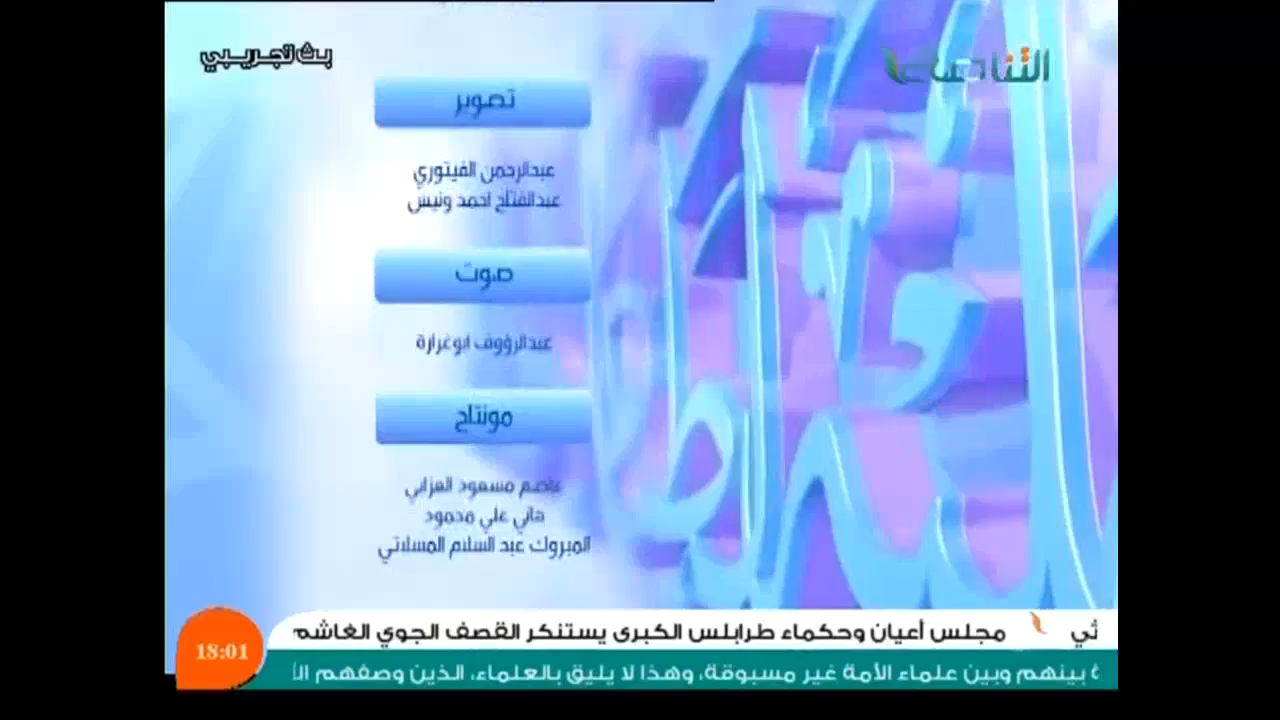 بث تجريبي
التناصح
تصوير
عبدالرحمن الفيتوري
عبدالفتاح احمد ونيس
صوت
عبدالرؤوف ابوغرارة
مونتاج
عاصم مسعود العزابي
هاني علي محمود
المبروك عبد السلام المسلاتي
ئي مجلس أعيان وحكماء طرابلس الكبرى يستنكر القصف الجوي الغاشم
18:01
ة بينهم وبين علماء الأمة غير مسبوقة، وهذا لا يليق بالعلماء، الذين وصفهم